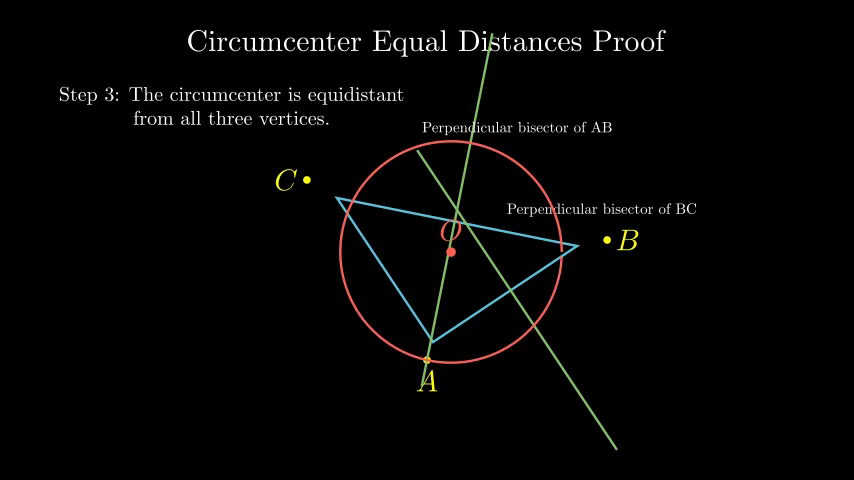 Circumcenter Equal Distances Proof
Step 3: The circumcenter is equidistant
from all three vertices.
Perpendicular bisector of AB
C
Perpendicular bisector of BC
O
B
A